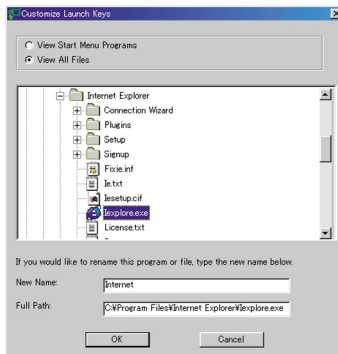 Customize Launch Keys
View Start Menu Programs
View All Files
Internet Explorer
Connection Wizard
Plugins
Setup
Signup
Fixie.inf
Ie.txt
Iesetup.cif
Iexplore.exe
License.txt
If you would like to rename this program or file, type the new name below.
New Name:
Internet
Full Path:
C:¥Program Files¥Internet Explorer¥Iexplore.exe
OK
Cancel